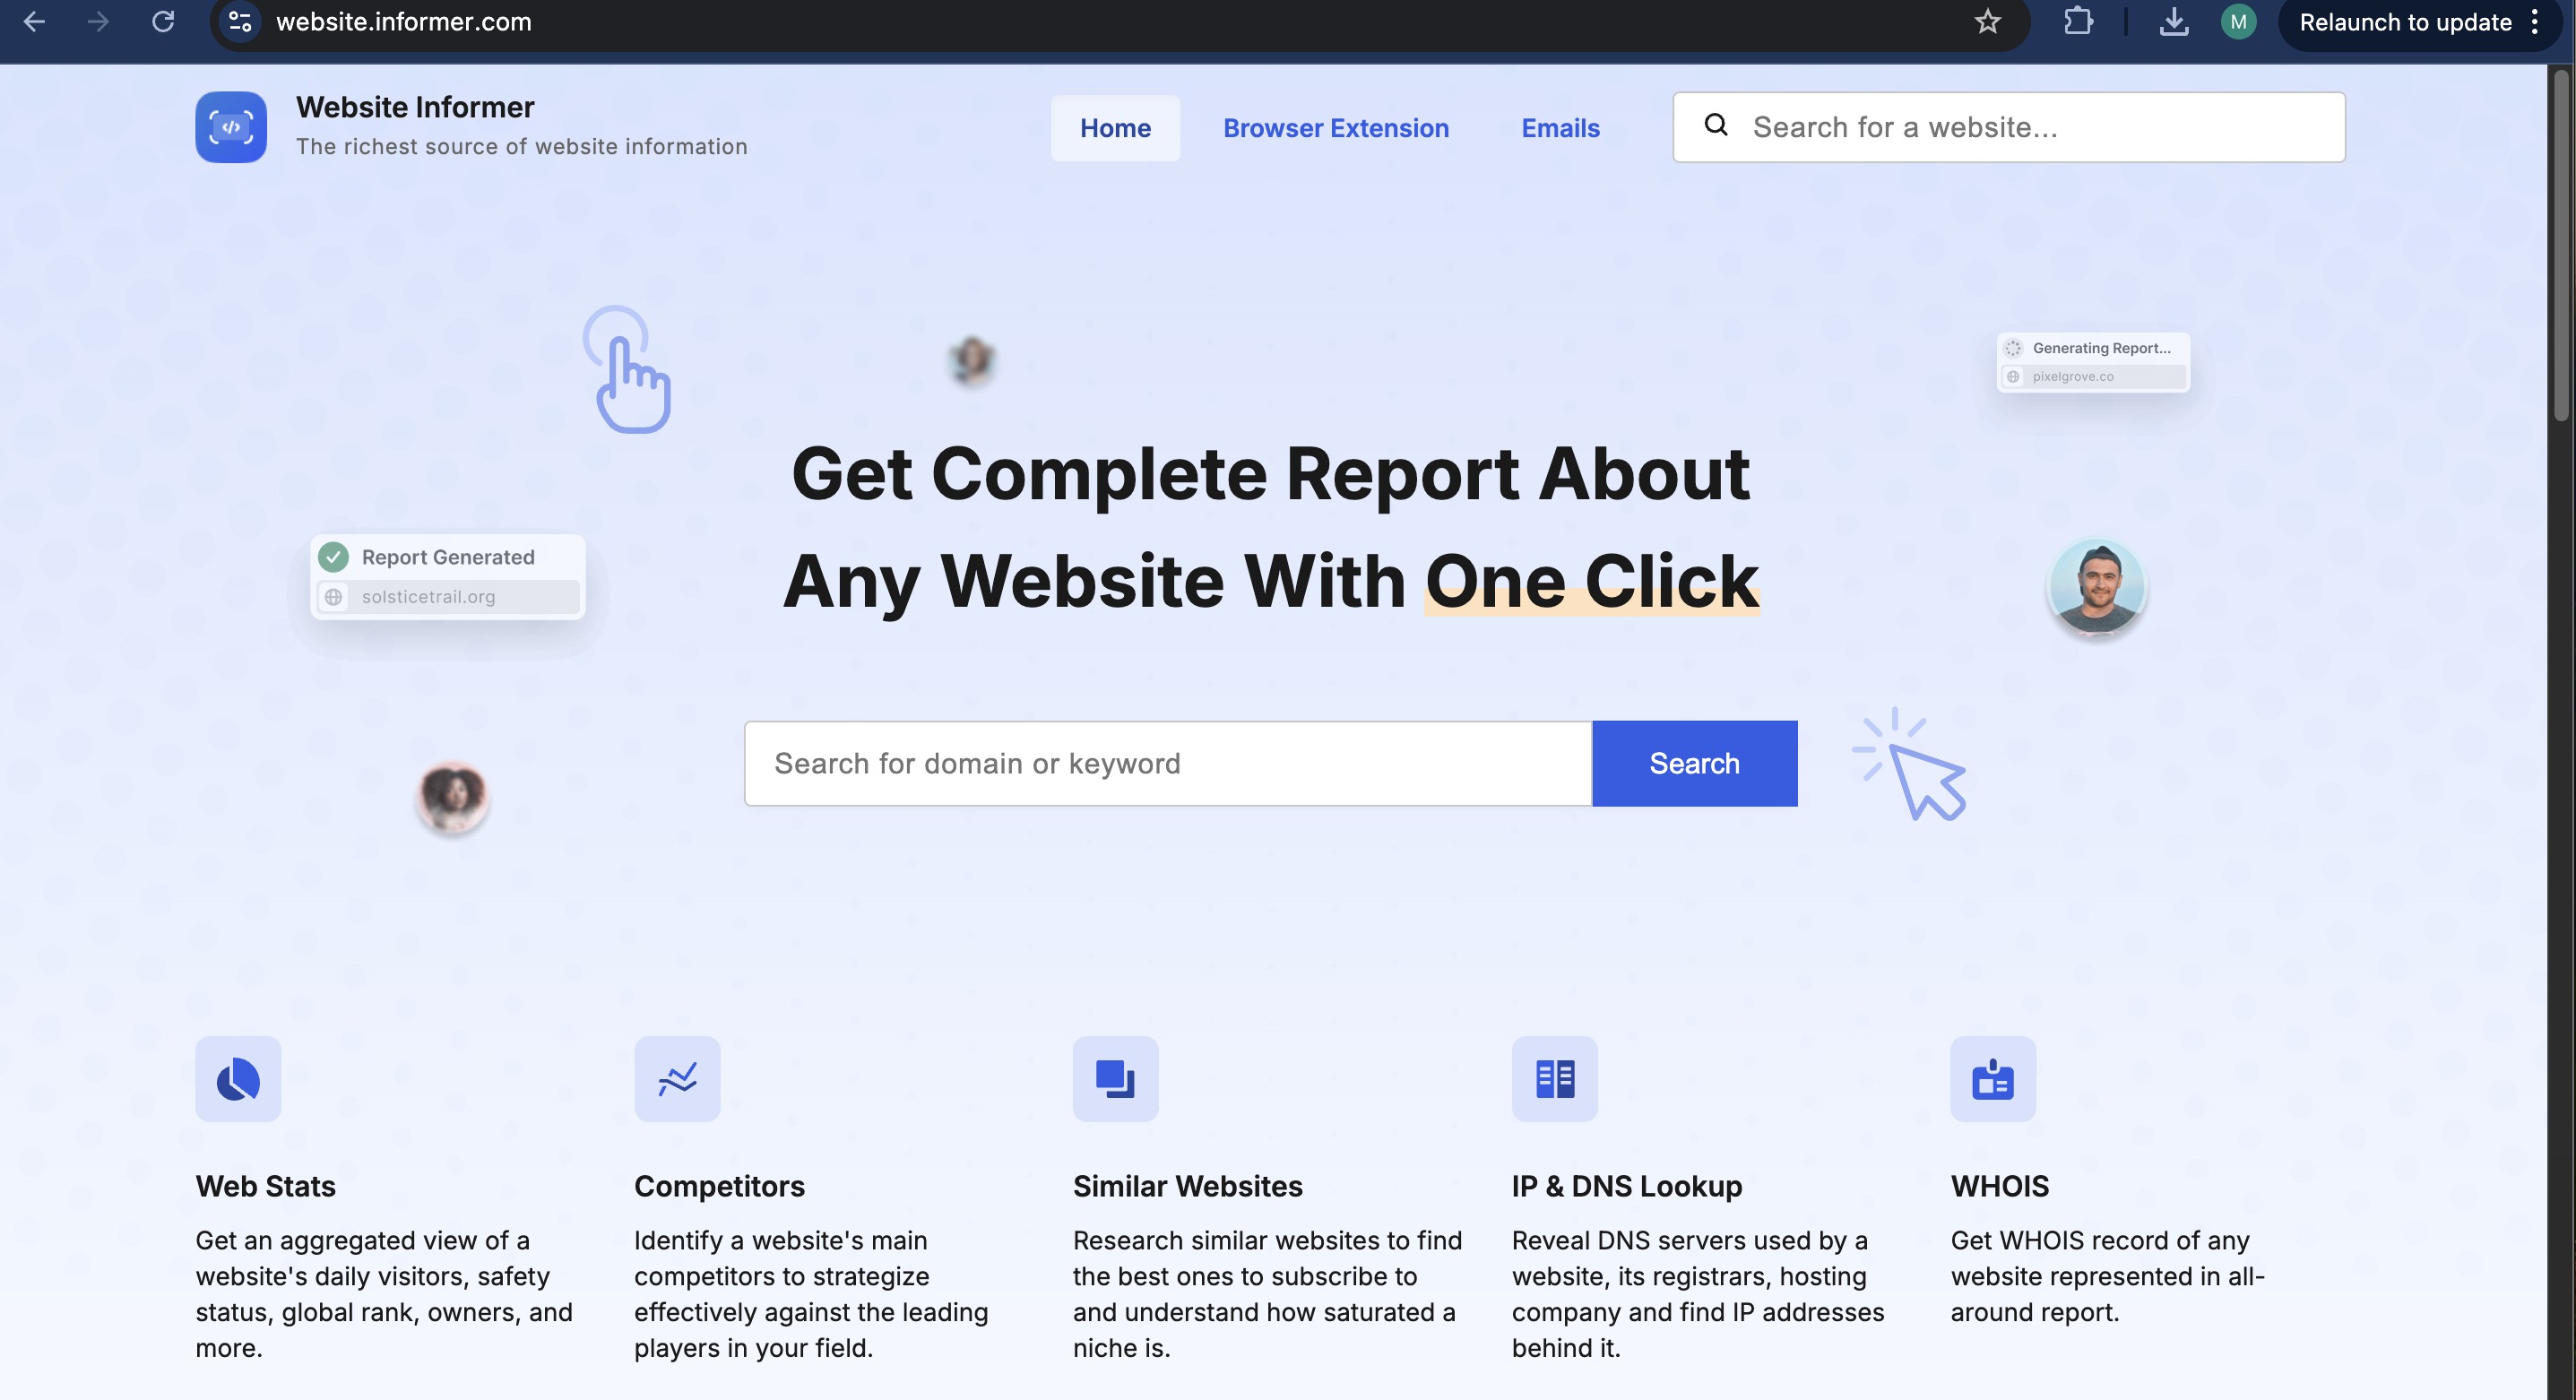 website.informer.com
M
Relaunch to update
Website Informer
The richest source of website information
Home
Browser Extension
Emails
Search for a website...
Generating Report...
pixelgrove.co
Get Complete Report About
Any Website With One Click
Report Generated
solsticetrail.org
Search for domain or keyword
Search
Web Stats
Get an aggregated view of a
website's daily visitors, safety
status, global rank, owners, and
more.
Competitors
Identify a website's main
competitors to strategize
effectively against the leading
players in your field.
Similar Websites
Research similar websites to find
the best ones to subscribe to
and understand how saturated a
niche is.
IP & DNS Lookup
Reveal DNS servers used by a
website, its registrars, hosting
company and find IP addresses
behind it.
WHOIS
Get WHOIS record of any
website represented in all-
around report.